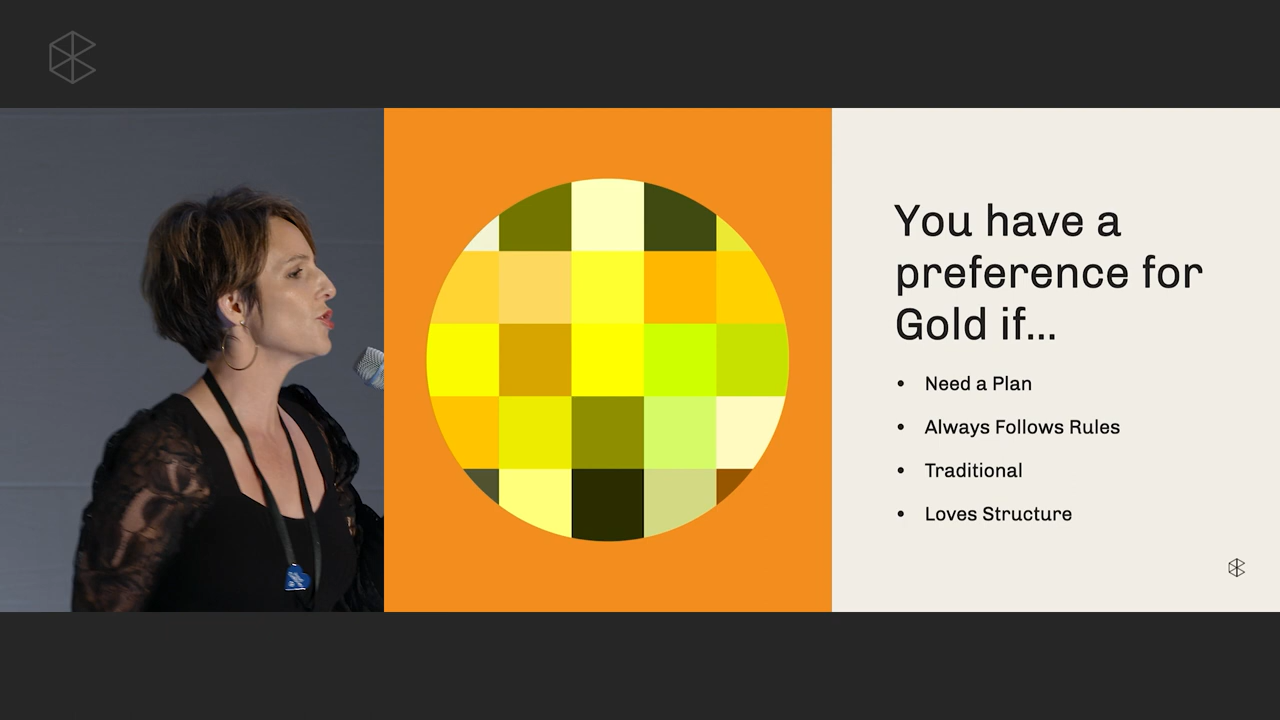 You have a
preference for
Gold if...
• Need a Plan
• Always Follows Rules
• Traditional
• Loves Structure